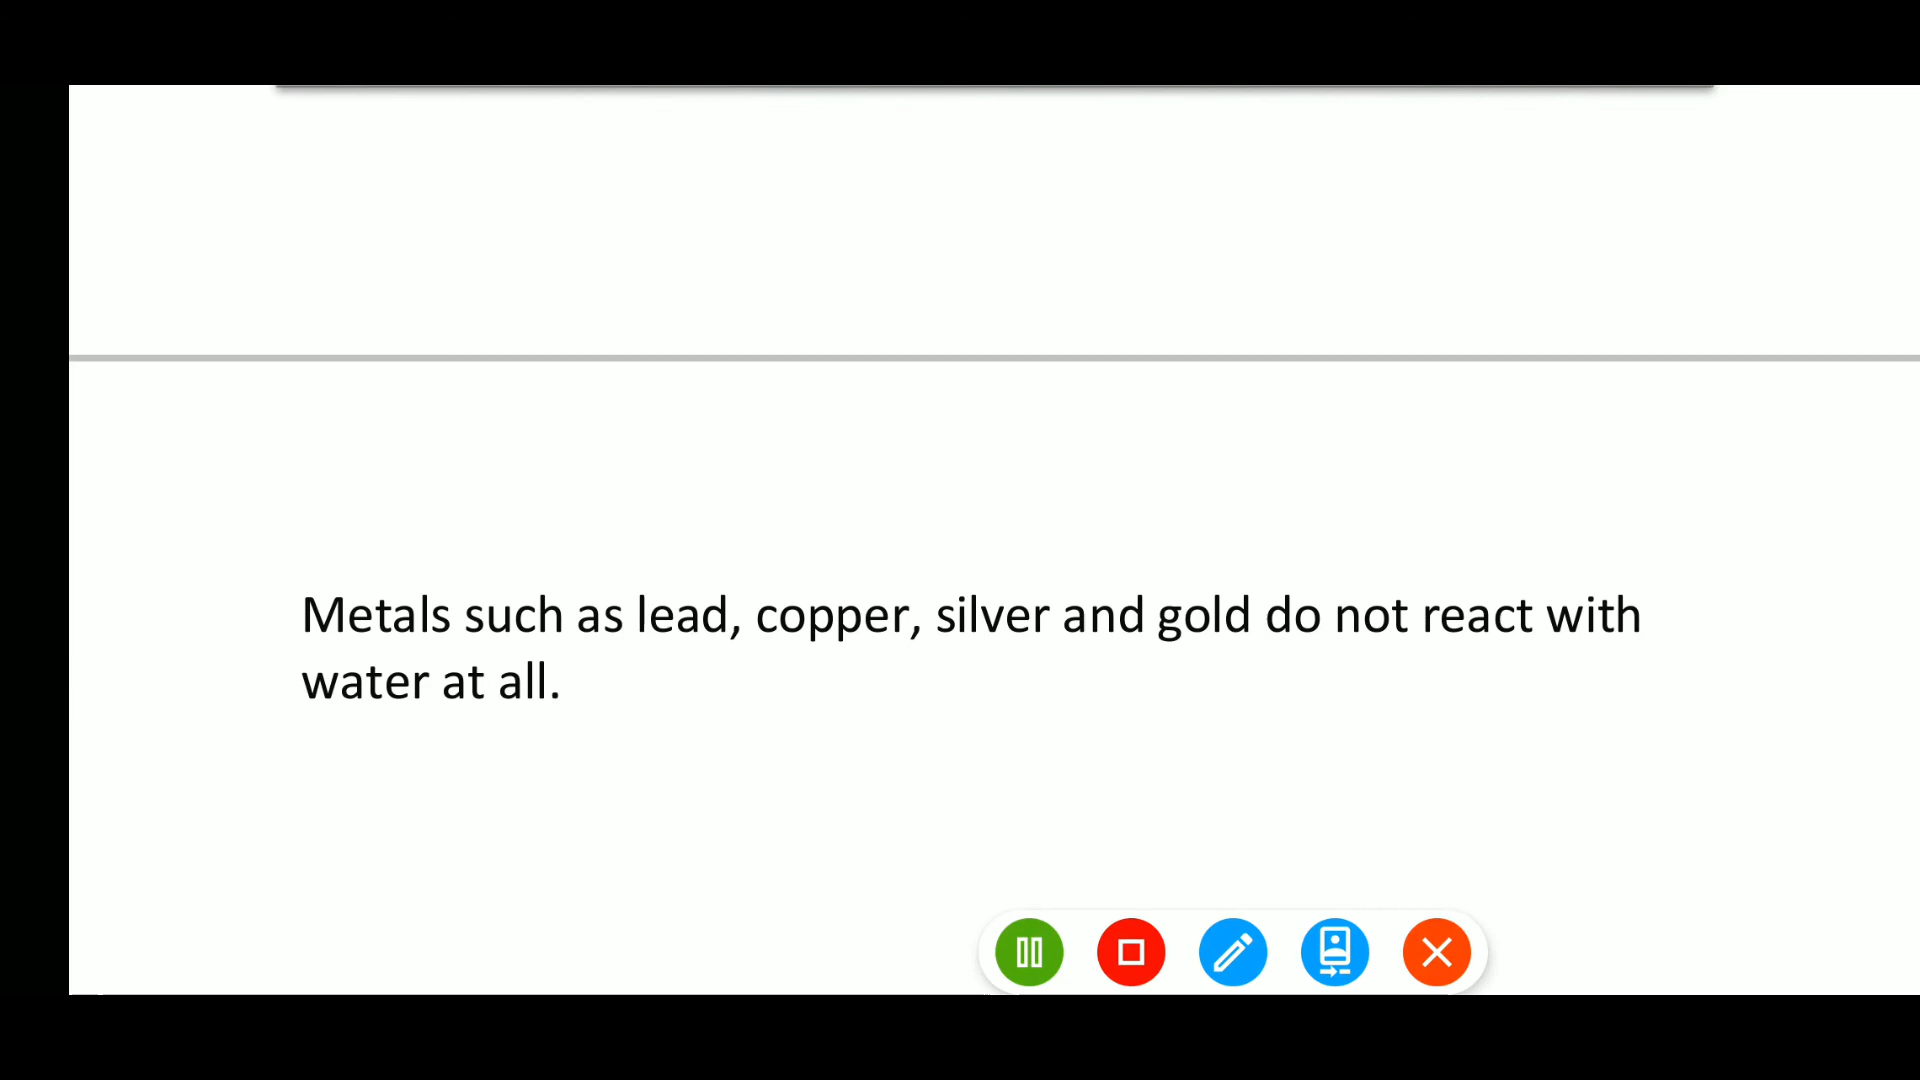 Metals such as lead, copper, silver and gold do not react with
water at all.